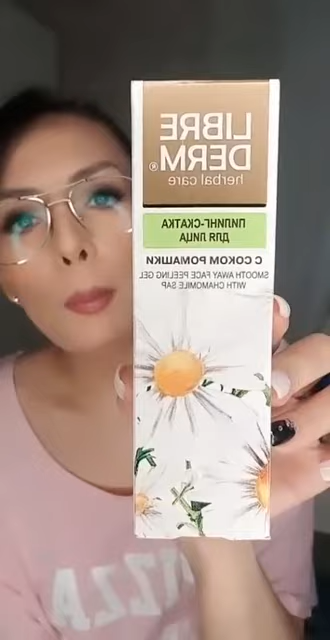 LIBRE
DERM®
herbal care
ПИЛИНГ-СКАТКА
ДЛЯ ЛИЦА
С СОКОМ РОМАШКИ
SMOOTH AWAY FACE PEELING GEL
WITH CHAMOMILE SAP